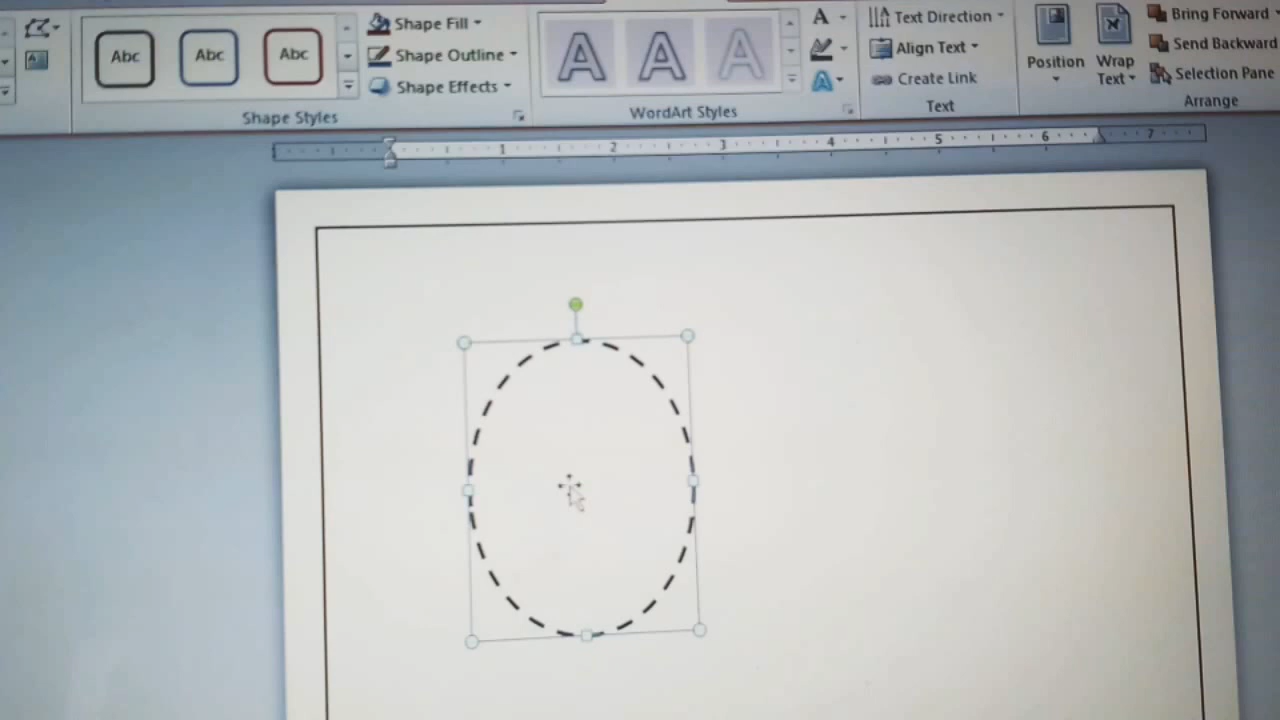 Abc Abc Abc
Shape Fill
Shape Outline
Shape Effects
Shape Styles
A A A
A
A
WordArt Styles
Text Direction
Align Text
Create Link
Text
Position
Wrap
Text
Bring Forward
Send Backward
Selection Pane
Arrange
1 2 3 4 5 6 7